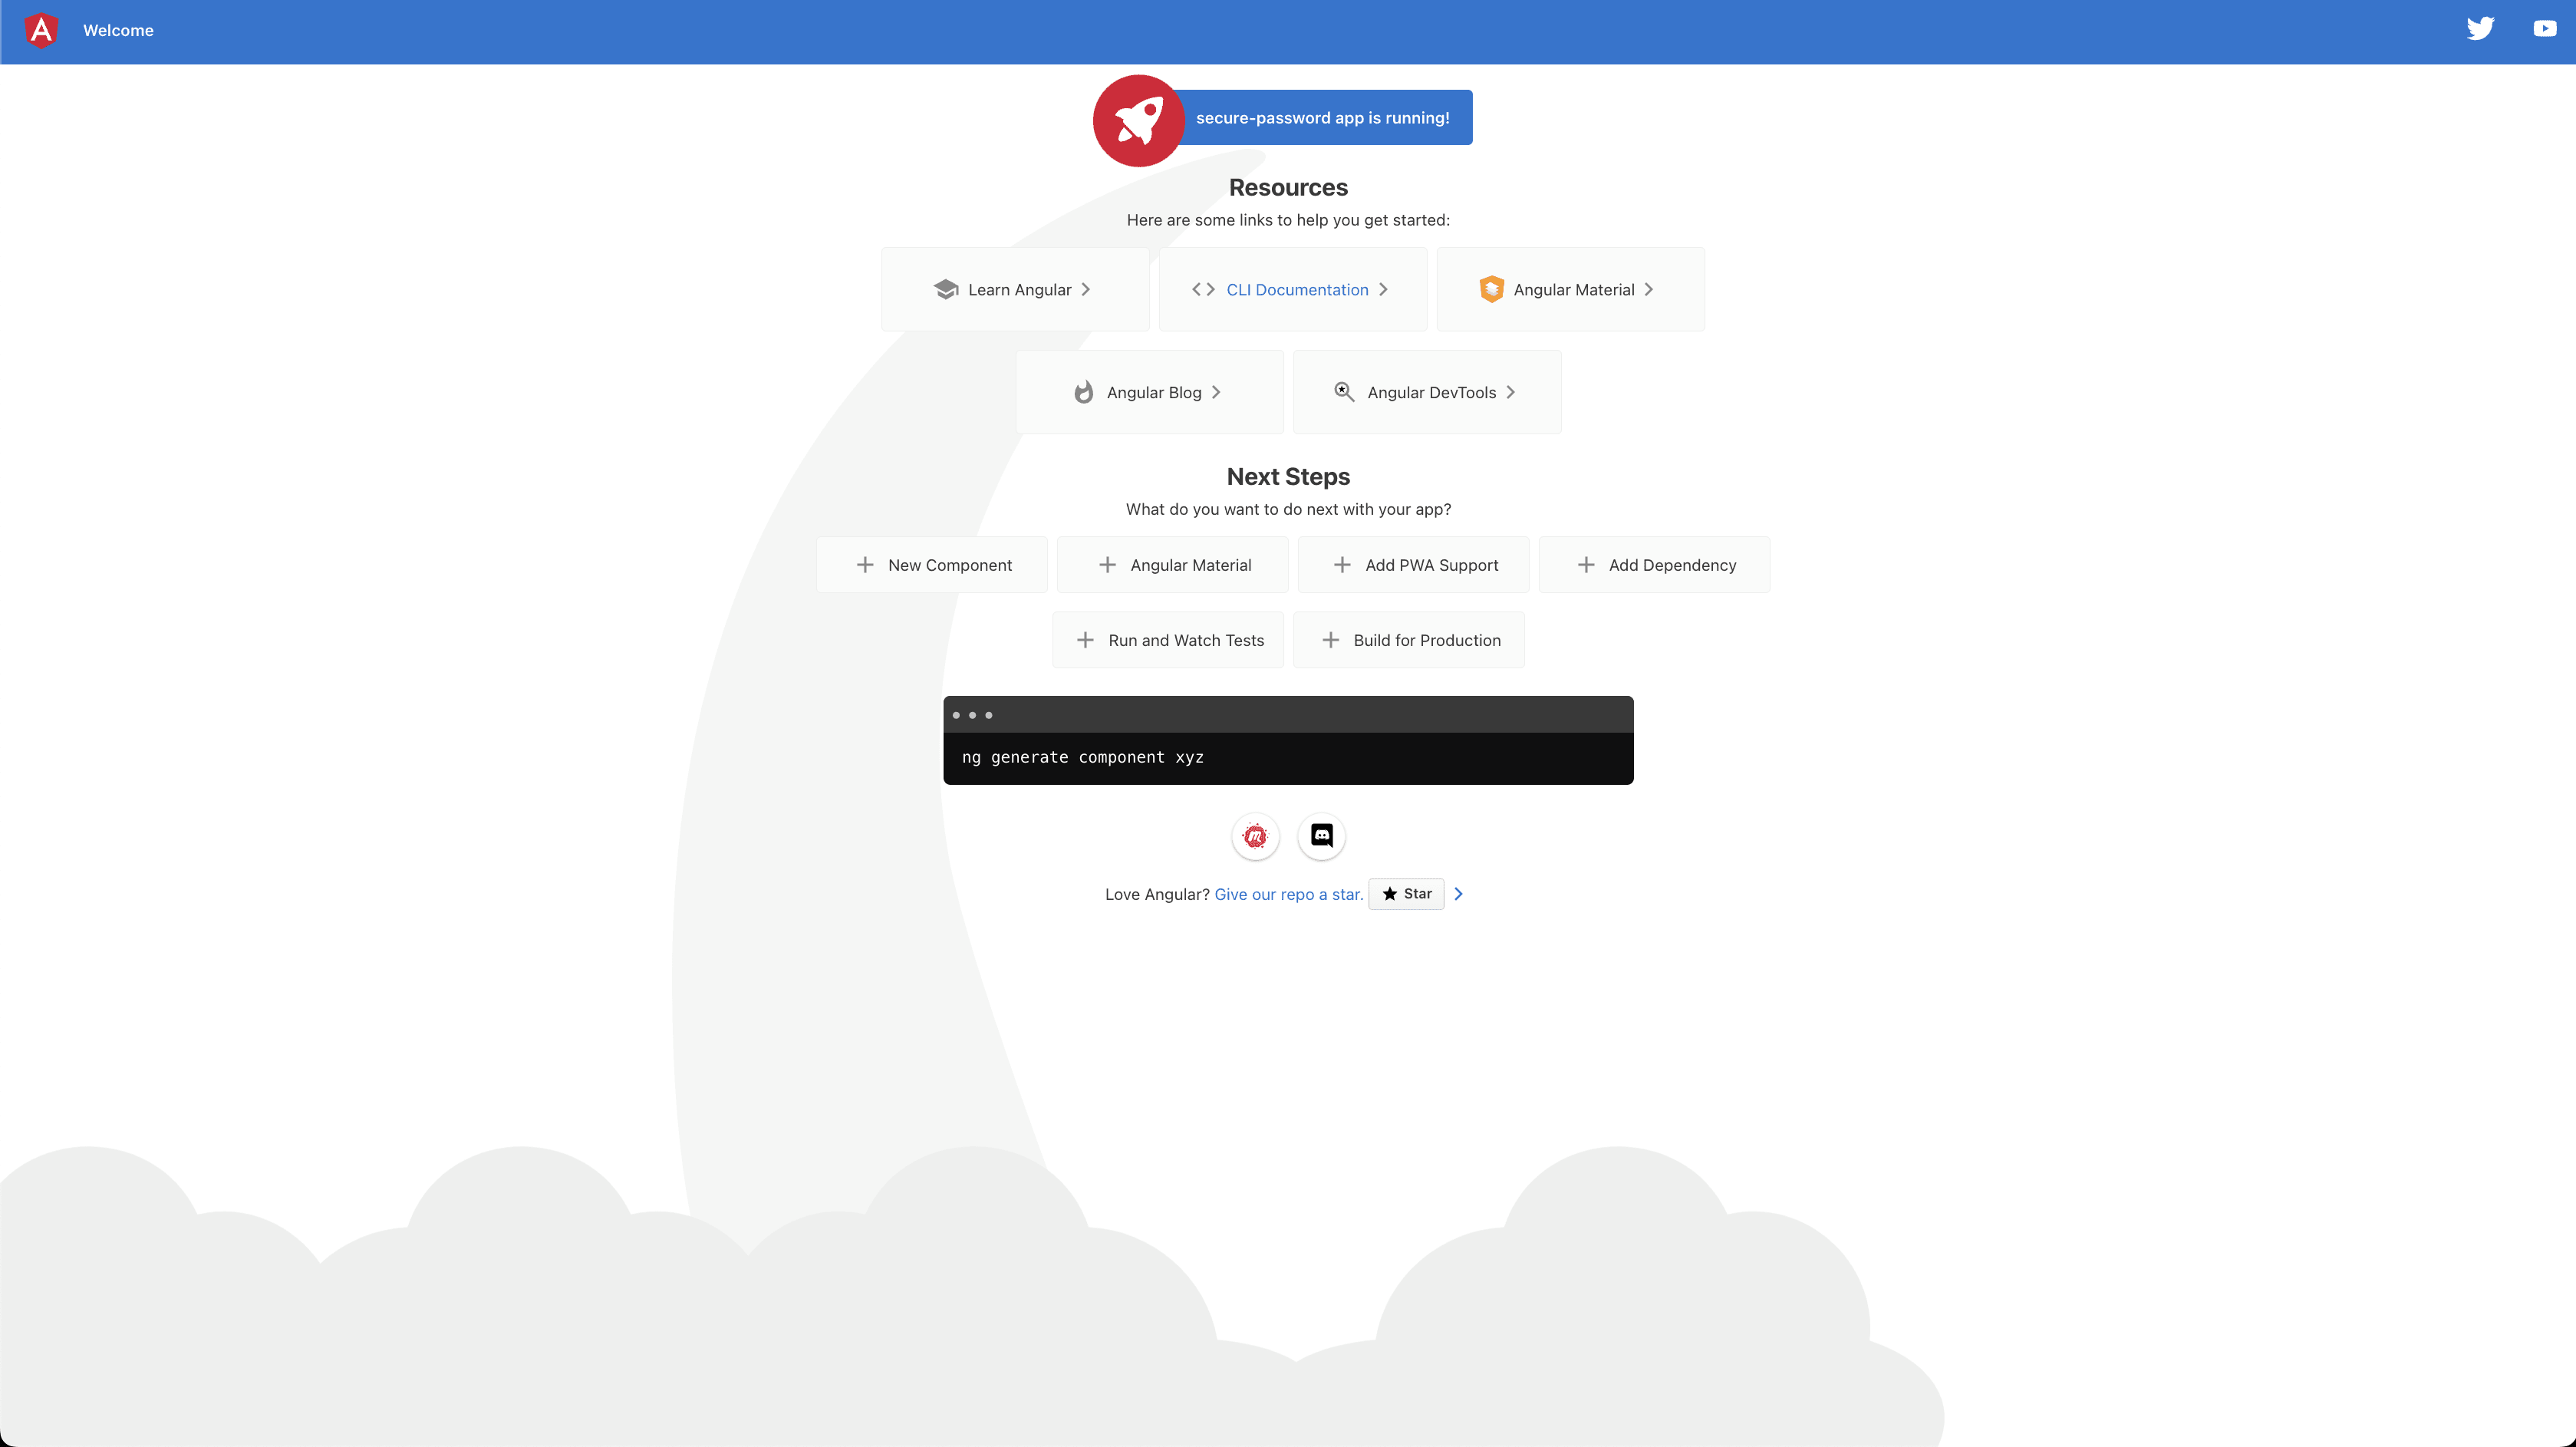 Welcome
secure-password app is running!
Resources
Here are some links to help you get started:
Learn Angular
CLI Documentation
Angular Material
Angular Blog
Angular DevTools
Next Steps
What do you want to do next with your app?
New Component
Angular Material
Add PWA Support
Add Dependency
Run and Watch Tests
Build for Production
ng generate component xyz
Love Angular? Give our repo a star. Star